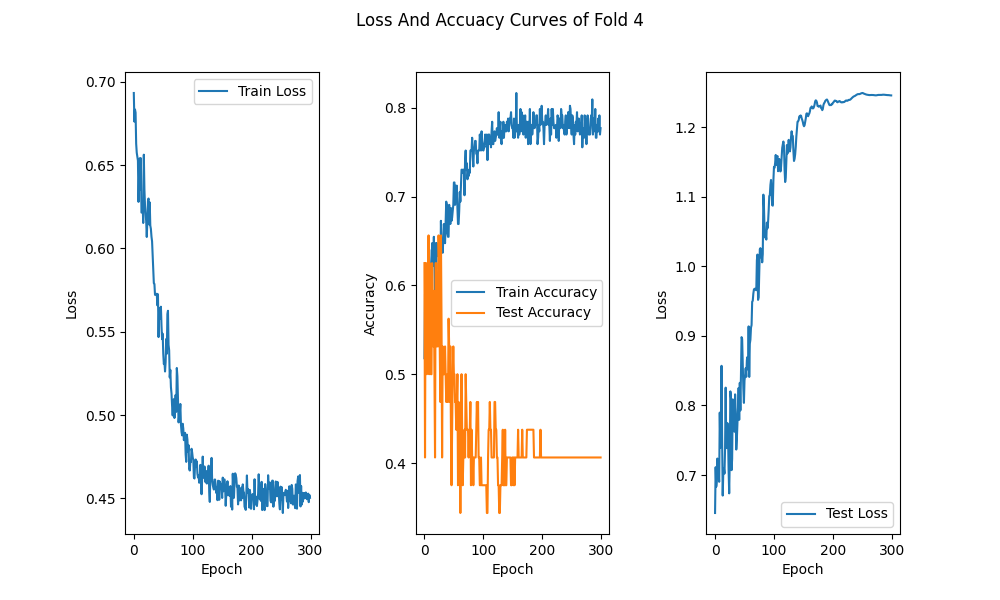 Loss And Accuacy Curves of Fold 4
0.70
0.65
0.60
0.55
0.50
0.45
Loss
0 100 200 300
Epoch
Train Loss
0.8
0.7
0.6
0.5
0.4
Accuracy
0 100 200 300
Epoch
Train Accuracy
Test Accuracy
1.2
1.1
1.0
0.9
0.8
0.7
Loss
0 100 200 300
Epoch
Test Loss